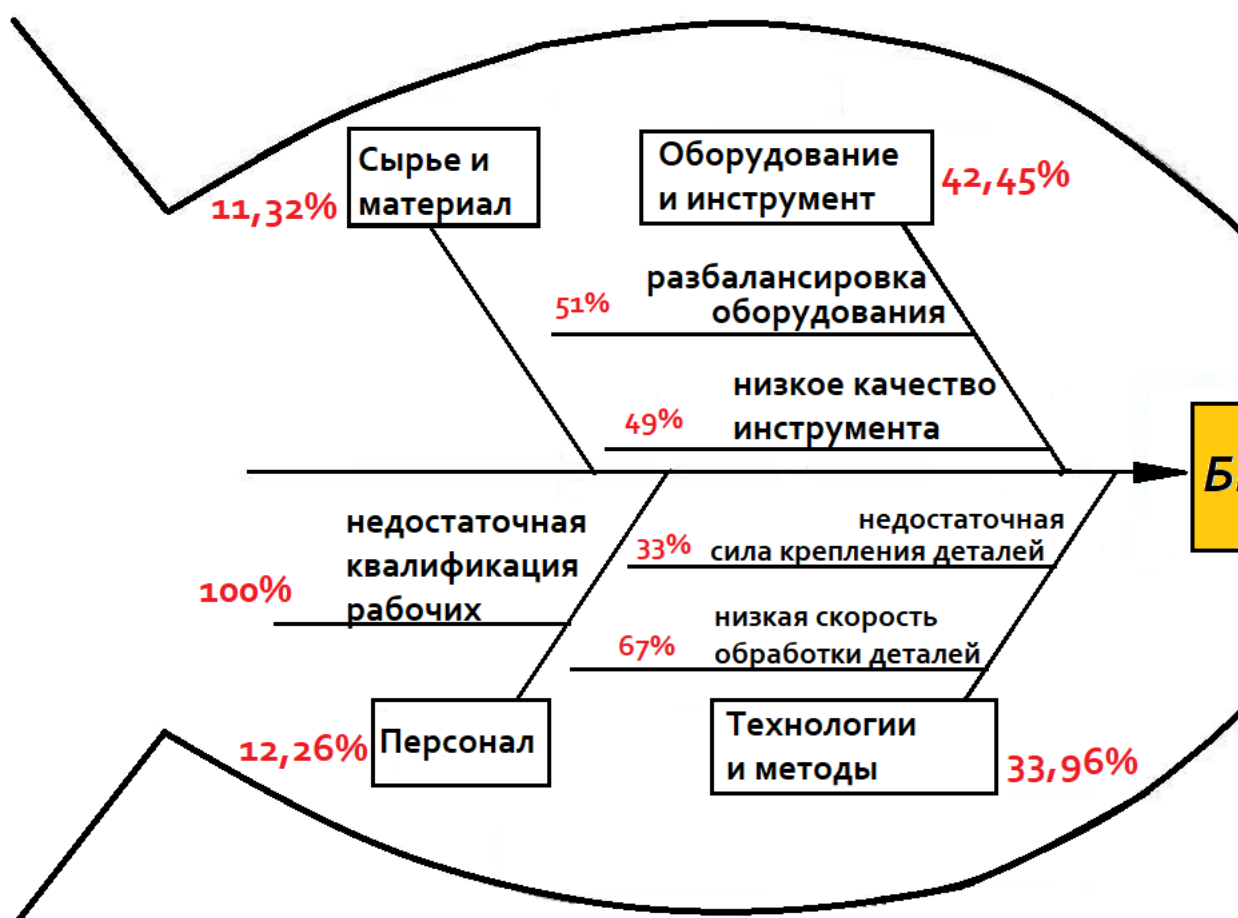 Сырье и
материал
11,32%
Оборудование
и инструмент
42,45%
разбалансировка
оборудования
51%
низкое качество
инструмента
49%
недостаточная
квалификация
рабочих
100%
недостаточная
сила крепления деталей
33%
низкая скорость
обработки деталей
67%
Персонал
12,26%
Технологии
и методы
33,96%